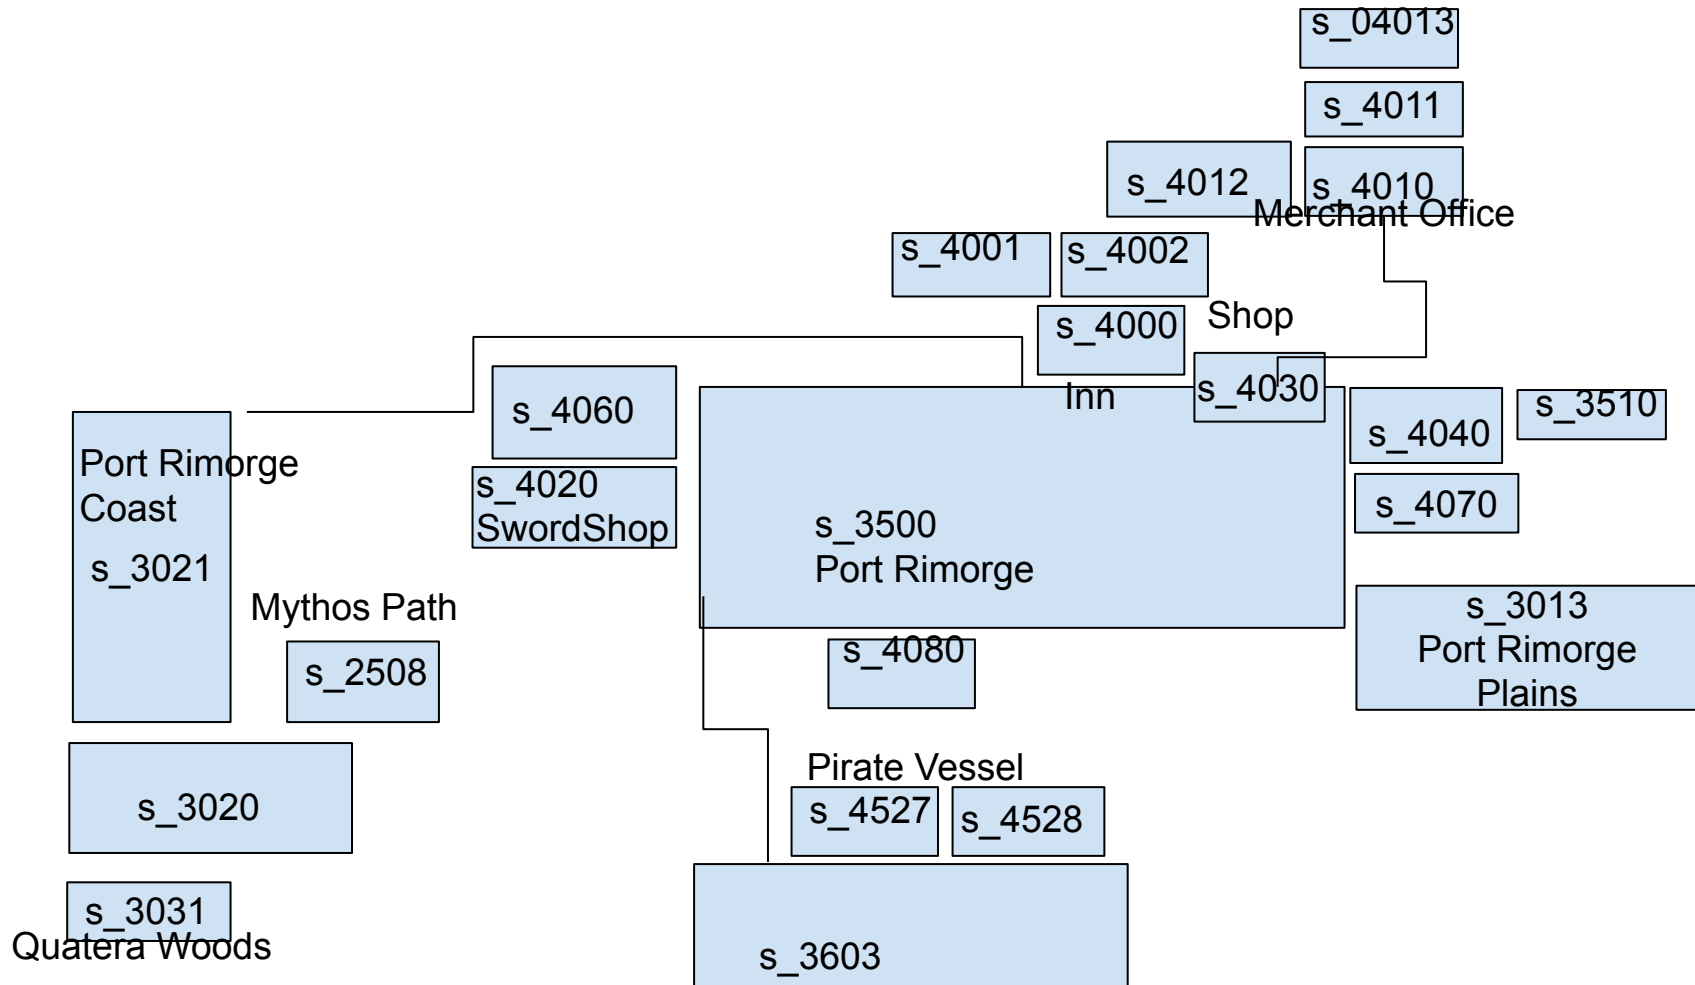 s_04013
s_4011
s_4012
s_4010
Merchant Office
s_4001
s_4002
s_4000
Shop
Inn
s_4030
s_4060
s_4020
SwordShop
s_4040
s_3510
s_4070
Port Rimorge
Coast
s_3021
s_3500
Port Rimorge
Mythos Path
s_2508
s_4080
s_3013
Port Rimorge
Plains
s_3020
Pirate Vessel
s_4527
s_4528
s_3031
Quatera Woods
s_3603